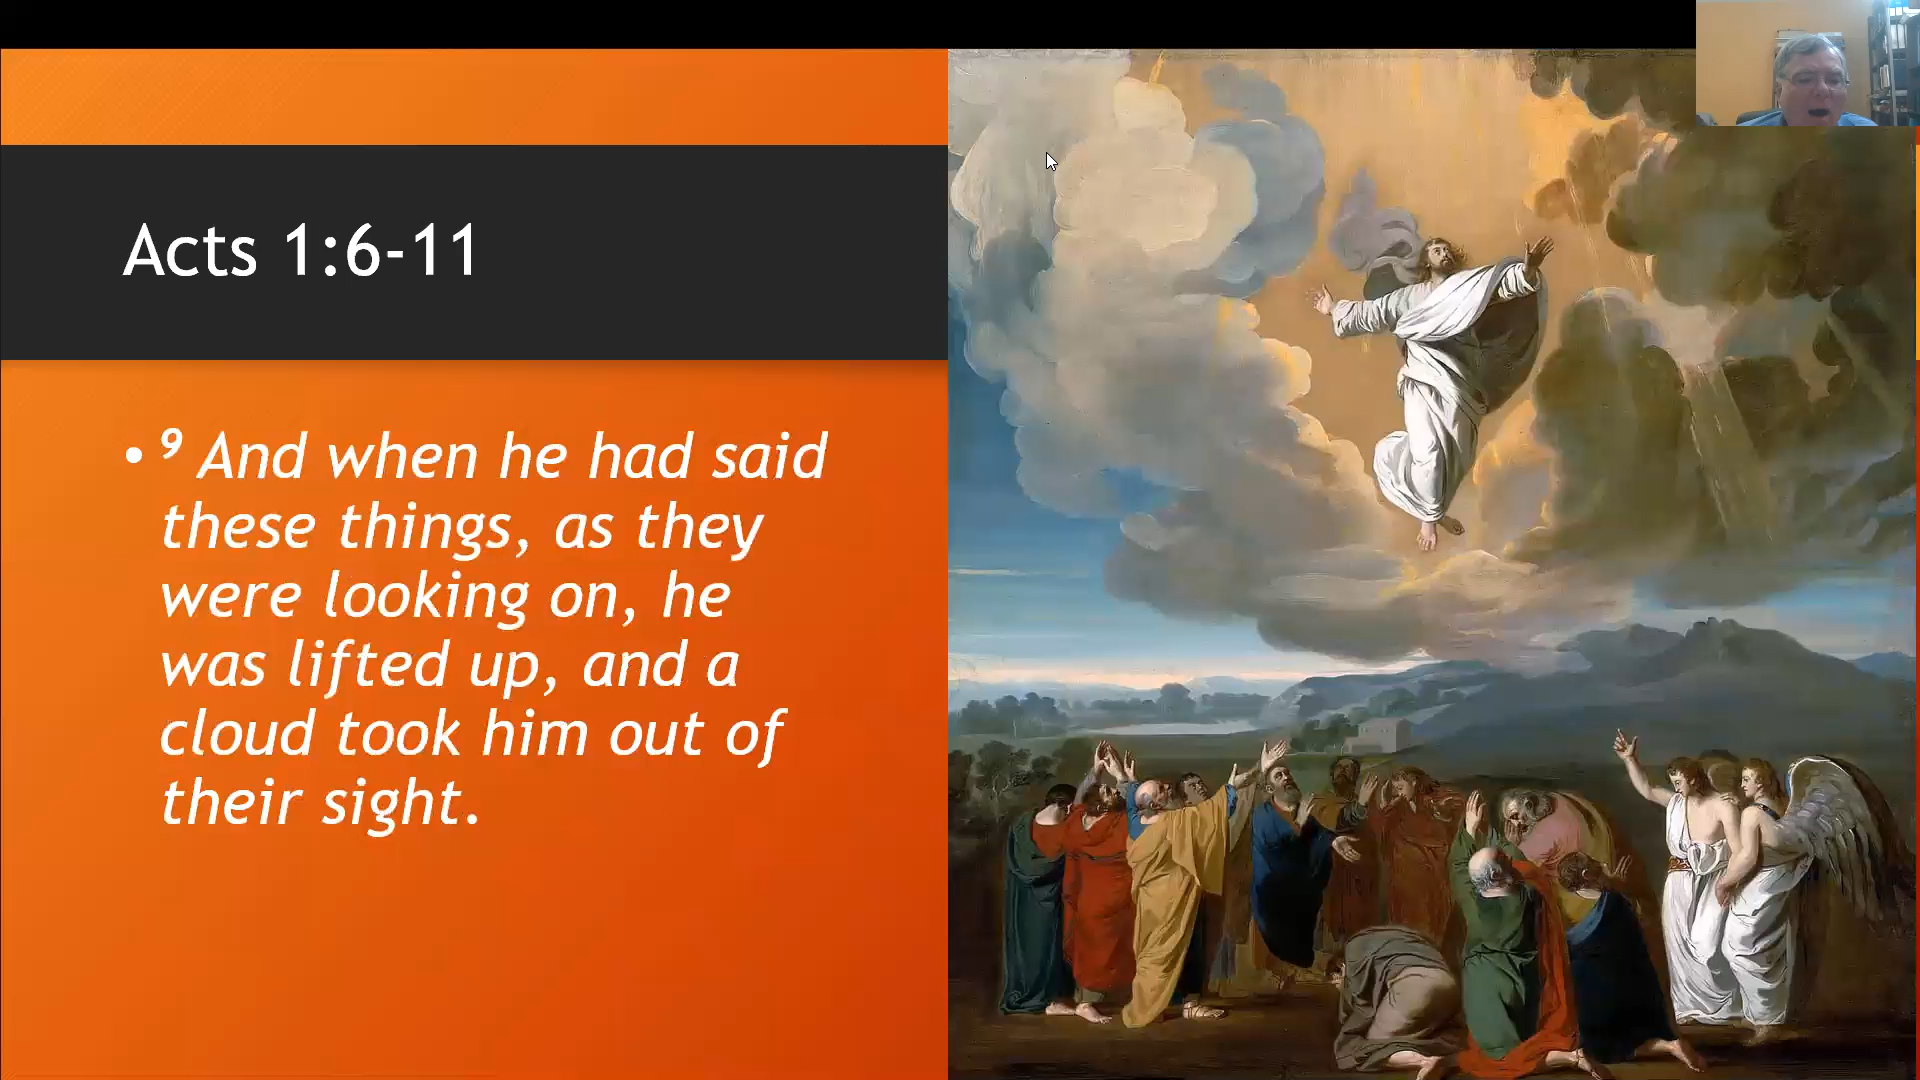 Acts 1:6-11
• 9 And when he had said
these things, as they
were looking on, he
was lifted up, and a
cloud took him out of
their sight.